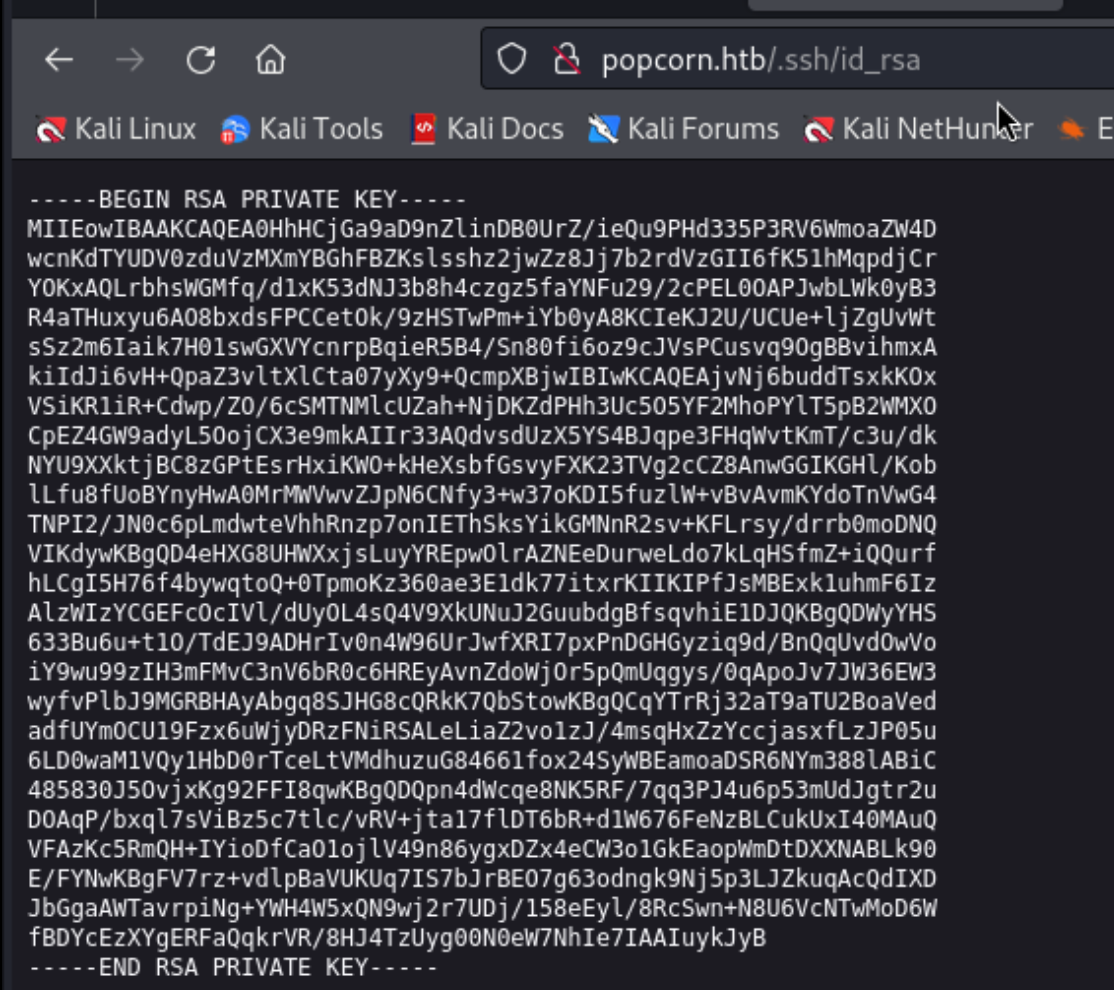 popcorn.htb/.ssh/id_rsa
Kali Linux Kali Tools Kali Docs Kali Forums Kali NetHunter E
-----BEGIN RSA PRIVATE KEY-----
MIIEowIBAAKCAQEA0HhHCjGa9aD9nZlinDB0UrZ/ieQu9PHd335P3RV6WmoaZW4D
wcnKdTYUDV0zduVzMXmYBGhFBZKslsshz2jwZz8Jj7b2rdVzGII6fK51hMqpdjCr
YOKxAQLrbhsWGMfq/d1xK53dNJ3b8h4czgz5faYNFu29/2cPEL0OAPJwbLWk0yB3
R4aTHuxyu6AO8bxdsFPCCetOk/9zHSTwPm+iYb0yA8KCIeKJ2U/UCUe+ljZgUvWt
sSz2m6Iaik7H01swGXVYcnrpBqieR5B4/Sn80fi6oz9cJVsPCusvq9OgBBvihmxA
kiIdJi6vH+QpaZ3vltXlCta07yXy9+QcmpXBjwIBIwKCAQEAjvNj6buddTsxkKOx
VSiKR1iR+Cdwp/ZO/6cSMTNMlcUZah+NjDKZdPHh3Uc5O5YF2MhoPYlT5pB2WMXO
CpEZ4GW9adyL5OojCX3e9mkAIIr33AQdvsdUzX5YS4BJqpe3FHqWvtKmT/c3u/dk
NYU9XXktjBC8zGPtEsrHxiKWO+kHeXsbfGsvyFXK23TVg2cCZ8AnwGGIKGHl/Kob
lLfu8fUoBYnyHwA0MrMWVwvZJpN6CNfy3+w37oKDI5fuzlW+vBvAvmKYdoTnVwG4
TNPI2/JN0c6pLmdwteVhhRnzp7onIEThSksYikGMNnR2sv+KFLrsy/drrb0moDNQ
VIKdywKBgQD4eHXG8UHWXxjsLuyYREpwOlrAZNEeDurweLdo7kLqHSfmZ+iQQurf
hLCgI5H76f4bywqtoQ+0TpmoKz360ae3E1dk77itxrKIIKIPfJsMBExk1uhmF6Iz
AlzWIzYCGEFcOcIVl/dUyOL4sQ4V9XkUNuJ2GuubdgBfsqvhiE1DJQKBgQDWyYHS
633Bu6u+t1O/TdEJ9ADHrIv0n4W96UrJwfXRI7pxPnDGHGyziq9d/BnQqUvdOwVo
iY9wu99zIH3mFMvC3nV6bR0c6HREyAvnZdoWjOr5pQmUqgys/0qApoJv7JW36EW3
wyfvPlbJ9MGRBHAyAbgq8SJHG8cQRkK7QbStowKBgQCqYTrRj32aT9aTU2BoaVed
adfUYmOCU19Fzx6uWjyDRzFNiRSALeLiaZ2vo1zJ/4msqHxZzYccjasxfLzJP05u
6LD0waM1VQy1HbD0rTceLtVMdhuzuG84661fox24SyWBEamoaDSR6NYm388lABiC
485830J5OvjxKg92FFI8qwKBgQDQpn4dWcqe8NK5RF/7qq3PJ4u6p53mUdJgtr2u
DOAqP/bxql7sViBz5c7tlc/vRV+jta17flDT6bR+d1W676FeNzBLCukUxI40MAuQ
VFAzKc5RmQH+IYioDfCaO1ojlV49n86ygxDZx4eCW3o1GkEaopWmDtDXXNABLk90
E/FYNwKBgFV7rz+vdlpBaVUKUq7IS7bJrBEO7g63odngk9Nj5p3LJZkuqAcQdIXD
JbGgaAWTavrpiNg+YWH4W5xQN9wj2r7UDj/158eEyl/8RcSwn+N8U6VcNTwMoD6W
fBDYcEzXYgERFaQqkrVR/8HJ4TzUyg00N0eW7NhIe7IAAIuykJyB
-----END RSA PRIVATE KEY-----